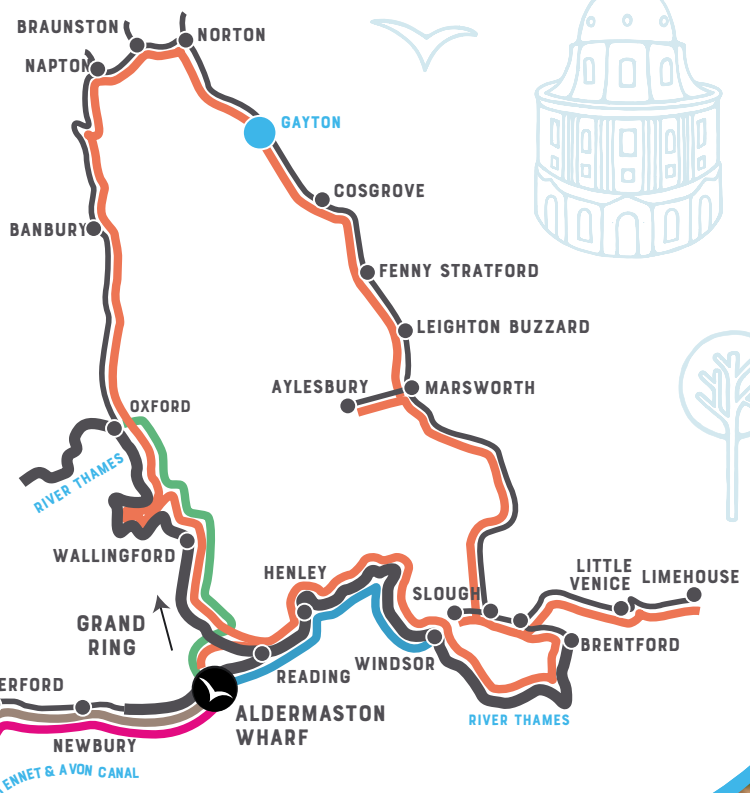 BRAUNSTON
NORTON
NAPTON
GAYTON
COSGROVE
BANBURY
FENNY STRATFORD
LEIGHTON BUZZARD
AYLESBURY
MARSWORTH
OXFORD
RIVER THAMES
WALLINGFORD
HENLEY
LITTLE
VENICE
LIMEHOUSE
SLOUGH
GRAND
RING
BRENTFORD
WINDSOR
READING
ERFORD
ALDERMASTON
WHARF
RIVER THAMES
NEWBURY
ENNET & AVON CANAL